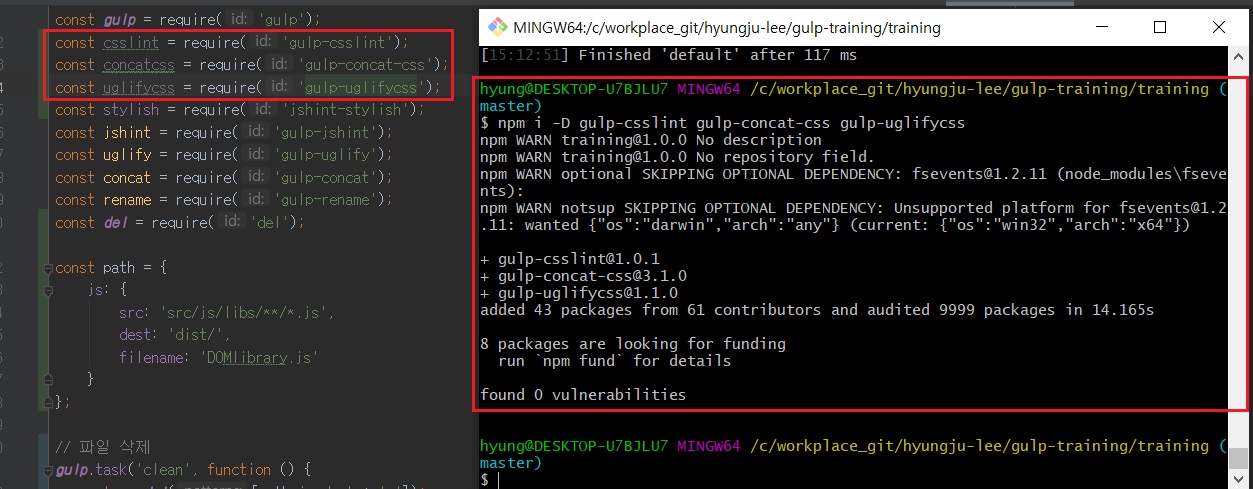 const gulp = require( id: 'gulp');
const csslint = require( id: 'gulp-csslint');
const concatcss = require( id: 'gulp-concat-css');
const uglifycss = require( id: 'gulp-uglifycss');
const stylish = require( id: 'jshint-stylish');
const jshint = require( id: 'gulp-jshint');
const uglify = require( id: 'gulp-uglify');
const concat = require( id: 'gulp-concat');
const rename = require( id: 'gulp-rename');
const del = require( id: 'del');
const path = {
js: {
src: 'src/js/libs/**/*.js',
dest: 'dist/',
filename: 'DOMlibrary.js'
}
};
// 파일 삭제
gulp.task('clean', function () {
MINGW64:/c/workplace_git/hyungju-lee/gulp-training/training
[15:12:51] Finished 'default' after 117 ms
hyung@DESKTOP-U7BJLU7 MINGW64 /c/workplace_git/hyungju-lee/gulp-training/training (
master)
$ npm i -D gulp-csslint gulp-concat-css gulp-uglifycss
npm WARN training@1.0.0 No description
npm WARN training@1.0.0 No repository field.
npm WARN optional SKIPPING OPTIONAL DEPENDENCY: fsevents@1.2.11 (node_modules\fseve
nts):
npm WARN notsup SKIPPING OPTIONAL DEPENDENCY: Unsupported platform for fsevents@1.2
.11: wanted {"os":"darwin","arch":"any"} (current: {"os":"win32","arch":"x64"})
+ gulp-csslint@1.0.1
+ gulp-concat-css@3.1.0
+ gulp-uglifycss@1.1.0
added 43 packages from 61 contributors and audited 9999 packages in 14.165s
8 packages are looking for funding
run `npm fund` for details
found 0 vulnerabilities
hyung@DESKTOP-U7BJLU7 MINGW64 /c/workplace_git/hyungju-lee/gulp-training/training (
master)
$